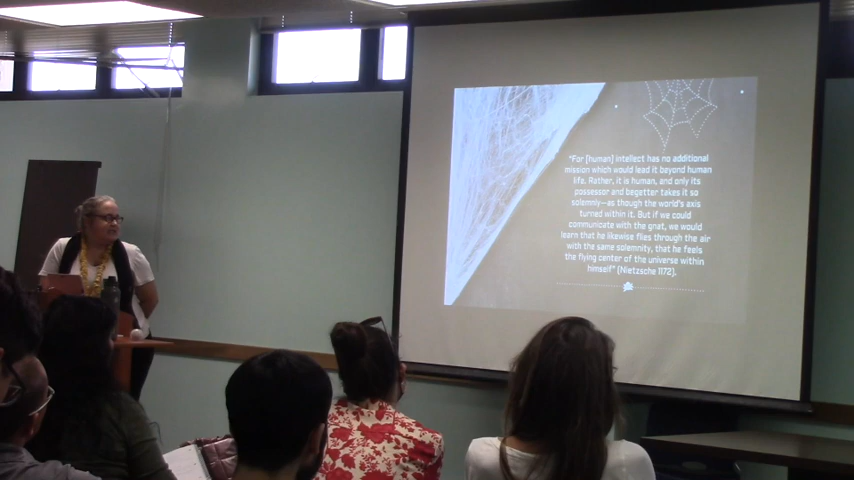 "For [human] intellect has no additional
mission which would lead it beyond human
life. Rather, it is human, and only its
possessor and begetter takes it so
solemnly—as though the world's axis
turned within it. But if we could
communicate with the gnat, we would
learn that he likewise flies through the air
with the same solemnity, that he feels
the flying center of the universe within
himself" (Nietzsche 1172).